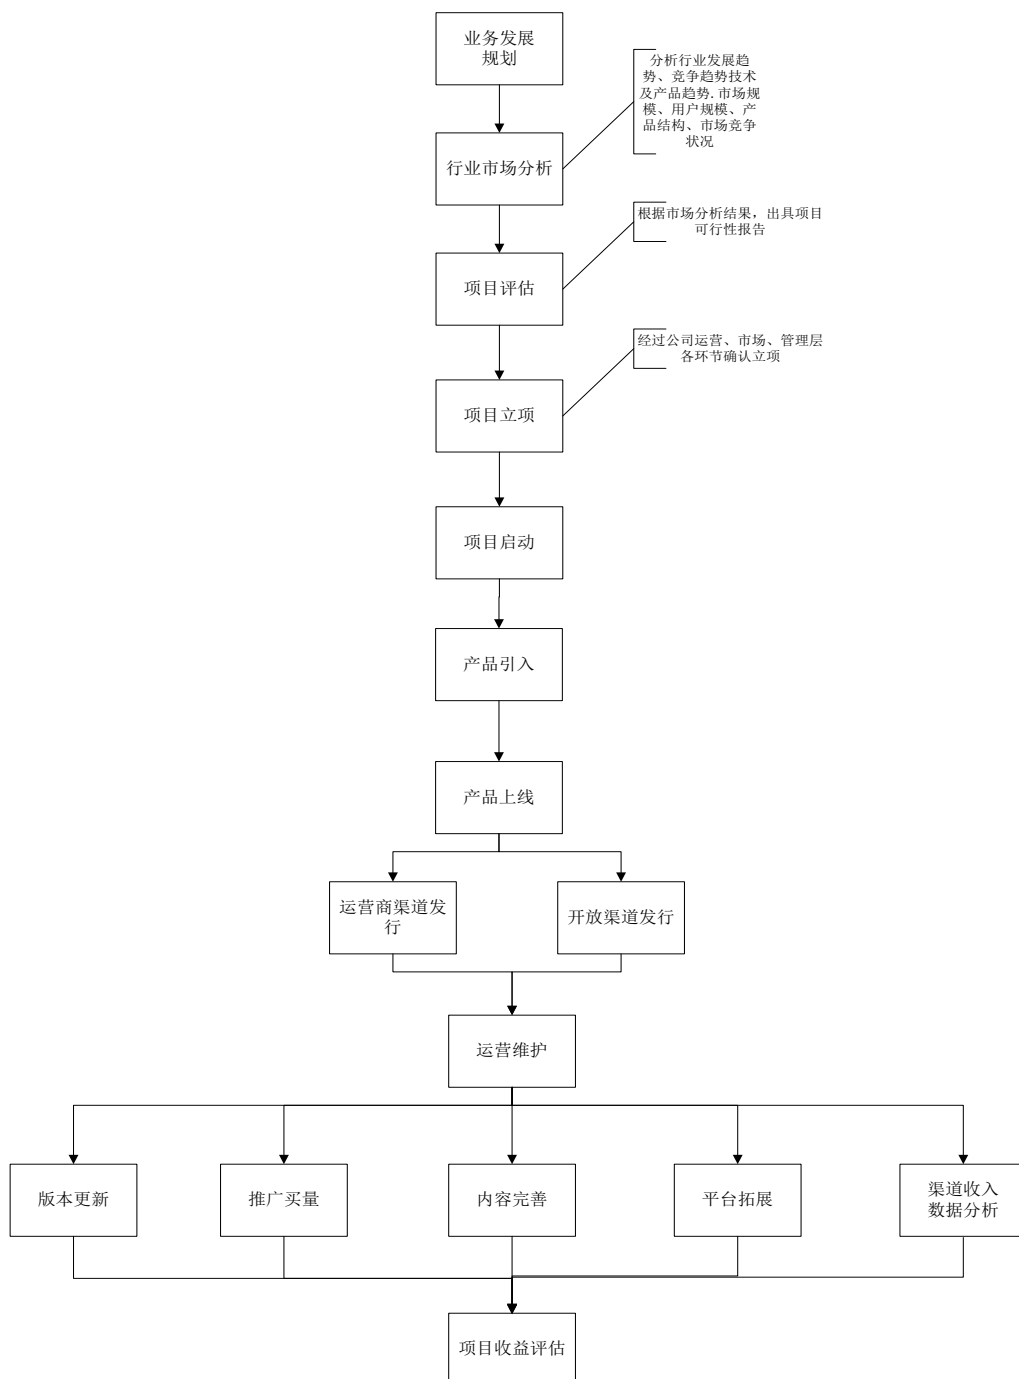 业务发展
规划
分析行业发展趋
势、竞争趋势技术
及产品趋势.市场规
模、用户规模、产
品结构、市场竞争
状况
行业市场分析
根据市场分析结果，出具项目
可行性报告
项目评估
经过公司运营、市场、管理层
各环节确认立项
项目立项
项目启动
产品引入
产品上线
运营商渠道发
行
开放渠道发行
运营维护
版本更新
推广买量
内容完善
平台拓展
渠道收入
数据分析
项目收益评估